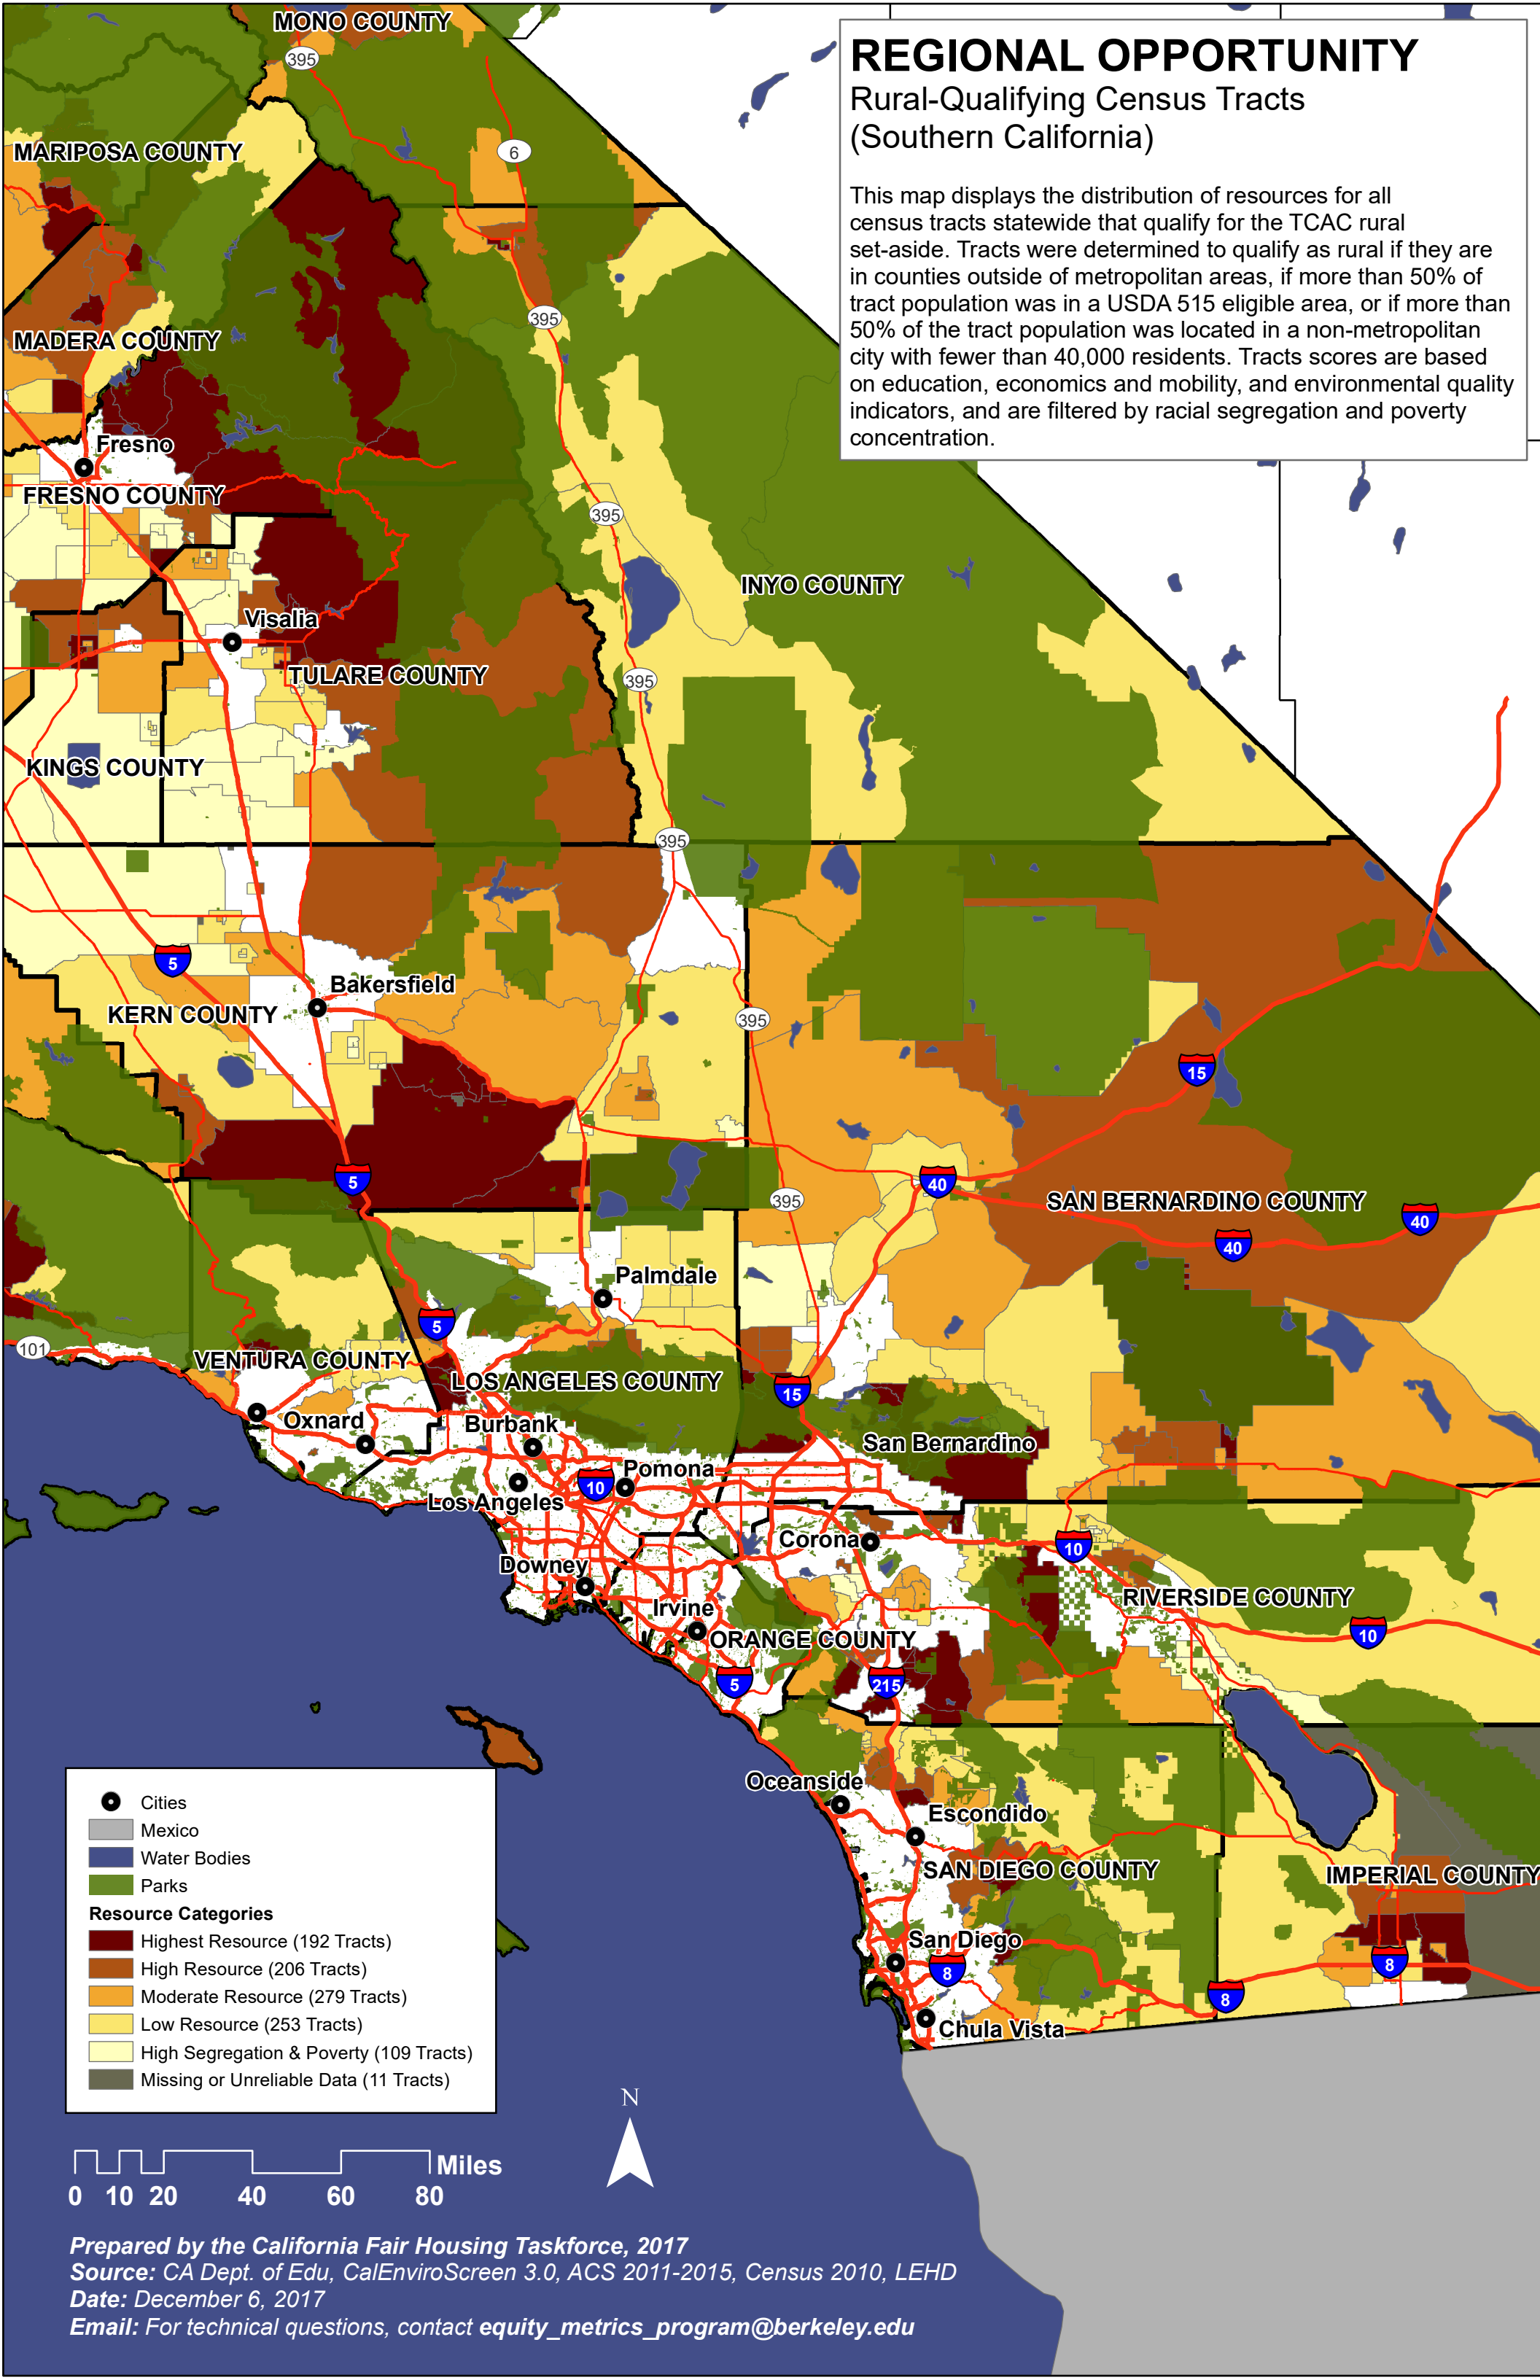 REGIONAL OPPORTUNITY
Rural-Qualifying Census Tracts
(Southern California)
This map displays the distribution of resources for all
census tracts statewide that qualify for the TCAC rural
set-aside. Tracts were determined to qualify as rural if they are
in counties outside of metropolitan areas, if more than 50% of
tract population was in a USDA 515 eligible area, or if more than
50% of the tract population was located in a non-metropolitan
city with fewer than 40,000 residents. Tracts scores are based
on education, economics and mobility, and environmental quality
indicators, and are filtered by racial segregation and poverty
concentration.
MONO COUNTY
395
6
MARIPOSA COUNTY
395
MADERA COUNTY
Fresno
FRESNO COUNTY
395
INYO COUNTY
Visalia
TULARE COUNTY
395
KINGS COUNTY
395
5
Bakersfield
KERN COUNTY
395
15
5
40
395
SAN BERNARDINO COUNTY
40
40
Palmdale
5
101
VENTURA COUNTY
LOS ANGELES COUNTY
15
Oxnard
Burbank
San Bernardino
Pomona
10
Los Angeles
Corona
10
Downey
RIVERSIDE COUNTY
Irvine
10
ORANGE COUNTY
5
215
Oceanside
Escondido
SAN DIEGO COUNTY
IMPERIAL COUNTY
San Diego
8
8
8
Chula Vista
Cities
Mexico
Water Bodies
Parks
Resource Categories
Highest Resource (192 Tracts)
High Resource (206 Tracts)
Moderate Resource (279 Tracts)
Low Resource (253 Tracts)
High Segregation & Poverty (109 Tracts)
Missing or Unreliable Data (11 Tracts)
N
Miles
0 10 20 40 60 80
Prepared by the California Fair Housing Taskforce, 2017
Source: CA Dept. of Edu, CalEnviroScreen 3.0, ACS 2011-2015, Census 2010, LEHD
Date: December 6, 2017
Email: For technical questions, contact equity_metrics_program@berkeley.edu